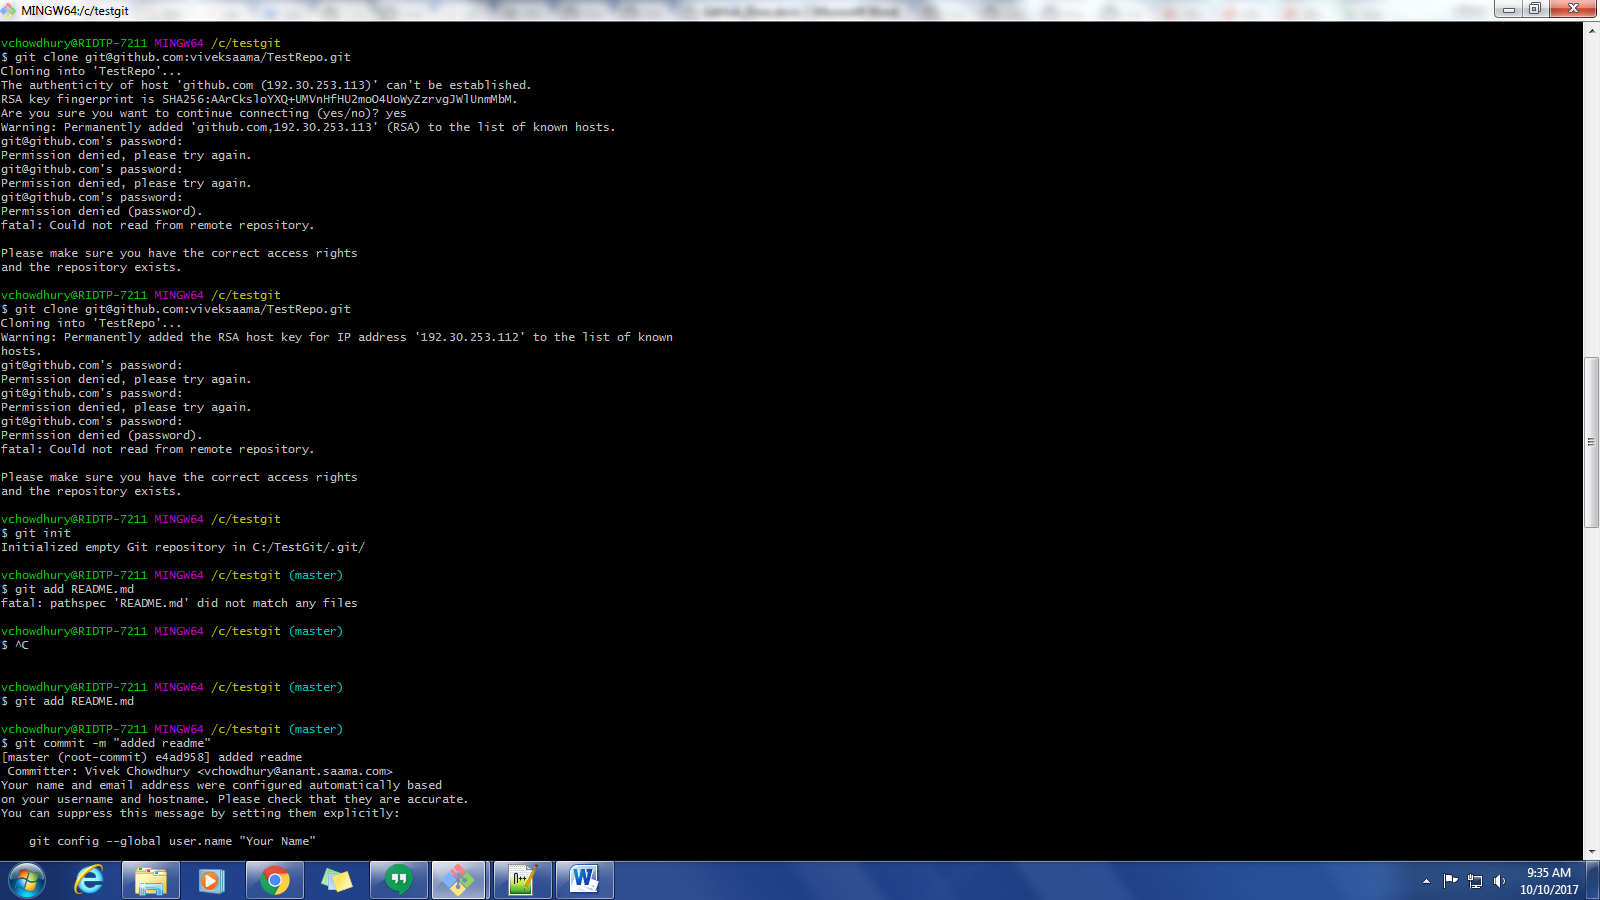 MINGW64:/c/testgit
vchowdhury@RIDTP-7211 MINGW64 /c/testgit
$ git clone git@github.com:viveksaama/TestRepo.git
Cloning into 'TestRepo'...
The authenticity of host 'github.com (192.30.253.113)' can't be established.
RSA key fingerprint is SHA256:AArCksloYXQ+UMVnHfHU2moO4UoWyZzrvgJWlUnmMbM.
Are you sure you want to continue connecting (yes/no)? yes
Warning: Permanently added 'github.com,192.30.253.113' (RSA) to the list of known hosts.
git@github.com's password:
Permission denied, please try again.
git@github.com's password:
Permission denied, please try again.
git@github.com's password:
Permission denied (password).
fatal: Could not read from remote repository.
Please make sure you have the correct access rights
and the repository exists.
vchowdhury@RIDTP-7211 MINGW64 /c/testgit
$ git clone git@github.com:viveksaama/TestRepo.git
Cloning into 'TestRepo'...
Warning: Permanently added the RSA host key for IP address '192.30.253.112' to the list of known
hosts.
git@github.com's password:
Permission denied, please try again.
git@github.com's password:
Permission denied, please try again.
git@github.com's password:
Permission denied (password).
fatal: Could not read from remote repository.
Please make sure you have the correct access rights
and the repository exists.
vchowdhury@RIDTP-7211 MINGW64 /c/testgit
$ git init
Initialized empty Git repository in C:/TestGit/.git/
vchowdhury@RIDTP-7211 MINGW64 /c/testgit (master)
$ git add README.md
fatal: pathspec 'README.md' did not match any files
vchowdhury@RIDTP-7211 MINGW64 /c/testgit (master)
$ ^C
vchowdhury@RIDTP-7211 MINGW64 /c/testgit (master)
$ git add README.md
vchowdhury@RIDTP-7211 MINGW64 /c/testgit (master)
$ git commit -m "added readme"
[master (root-commit) e4ad958] added readme
Committer: Vivek Chowdhury <vchowdhury@anant.saama.com>
Your name and email address were configured automatically based
on your username and hostname. Please check that they are accurate.
You can suppress this message by setting them explicitly:
git config --global user.name "Your Name"
9:35 AM
10/10/2017